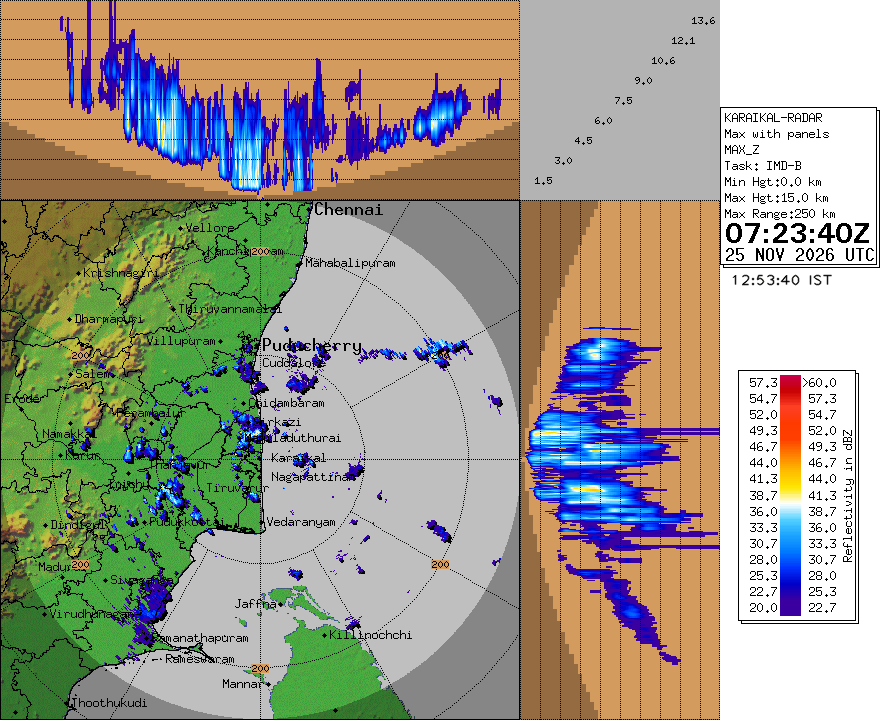 13.6
12.1
10.6
9.0
7.5
6.0
4.5
3.0
1.5
KARAIKAL-RADAR
Max with panels
MAX_Z
Task: IMD-B
Min Hgt:0.0 km
Max Hgt:15.0 km
Max Range:250 km
07:23:40Z
25 NOV 2026 UTC
12:53:40 IST
Chennai
Vellore
200
Mahabalipuram
Krishnagiri
Thiruvannamalai
Dharmapuri
Villupuram
Puducherry
200
200
Cuddalore
Salem
Erode
Chidambaram
Perambalur
Namakkal
Karur
Karaikal
Thanjavur
Nagapattinam
Tiruvarur
Dindigul
Pudukkottai
Vedaranyam
200
200
Madurai
Sivaganga
Jaffna
Virudhunagar
Ramanathapuram
Killinochchi
Rameswaram
200
Mannar
Thoothukudi
57.3 >60.0
54.7 57.3
52.0 54.7
49.3 52.0
46.7 49.3
44.0 46.7
41.3 44.0
38.7 41.3
36.0 38.7
33.3 36.0
30.7 33.3
28.0 30.7
25.3 28.0
22.7 25.3
20.0 22.7
Reflectivity in dBZ